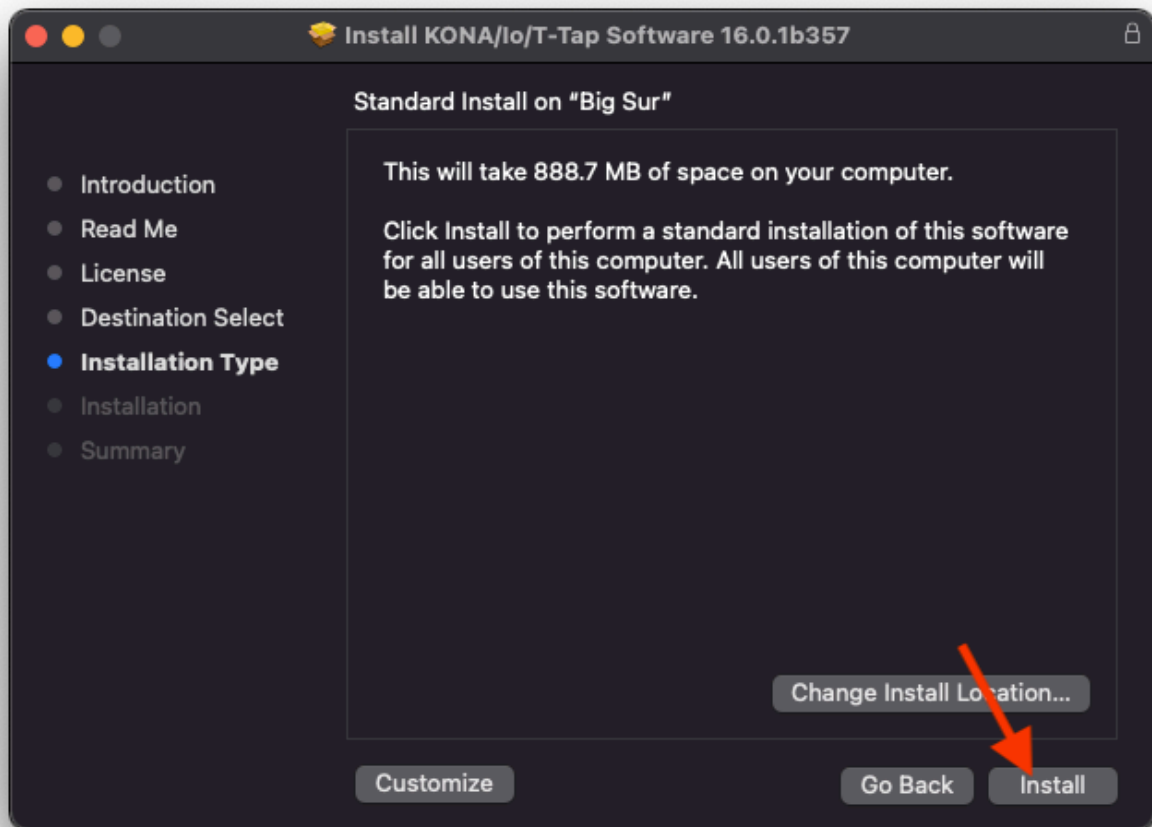 Install KONA/Io/T-Tap Software 16.0.1b357
Standard Install on “Big Sur”
Introduction
Read Me
License
Destination Select
Installation Type
Installation
Summary
This will take 888.7 MB of space on your computer.
Click Install to perform a standard installation of this software
for all users of this computer. All users of this computer will
be able to use this software.
Change Install Location...
Customize
Go Back
Install